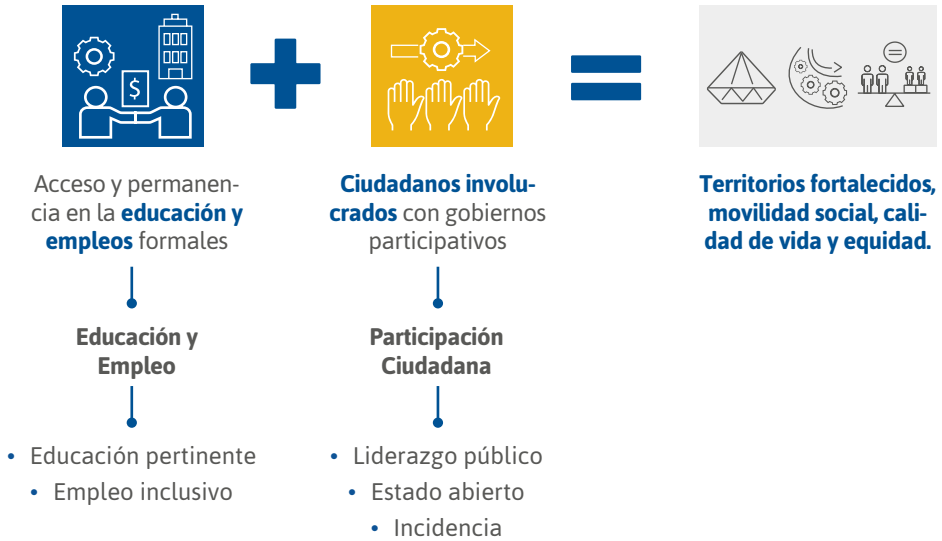 $
Acceso y permanen-
cia en la educación y
empleos formales
Educación y
Empleo
• Educación pertinente
• Empleo inclusivo
Ciudadanos involu-
crados con gobiernos
participativos
Participación
Ciudadana
• Liderazgo público
• Estado abierto
• Incidencia
Territorios fortalecidos,
movilidad social, cali-
dad de vida y equidad.